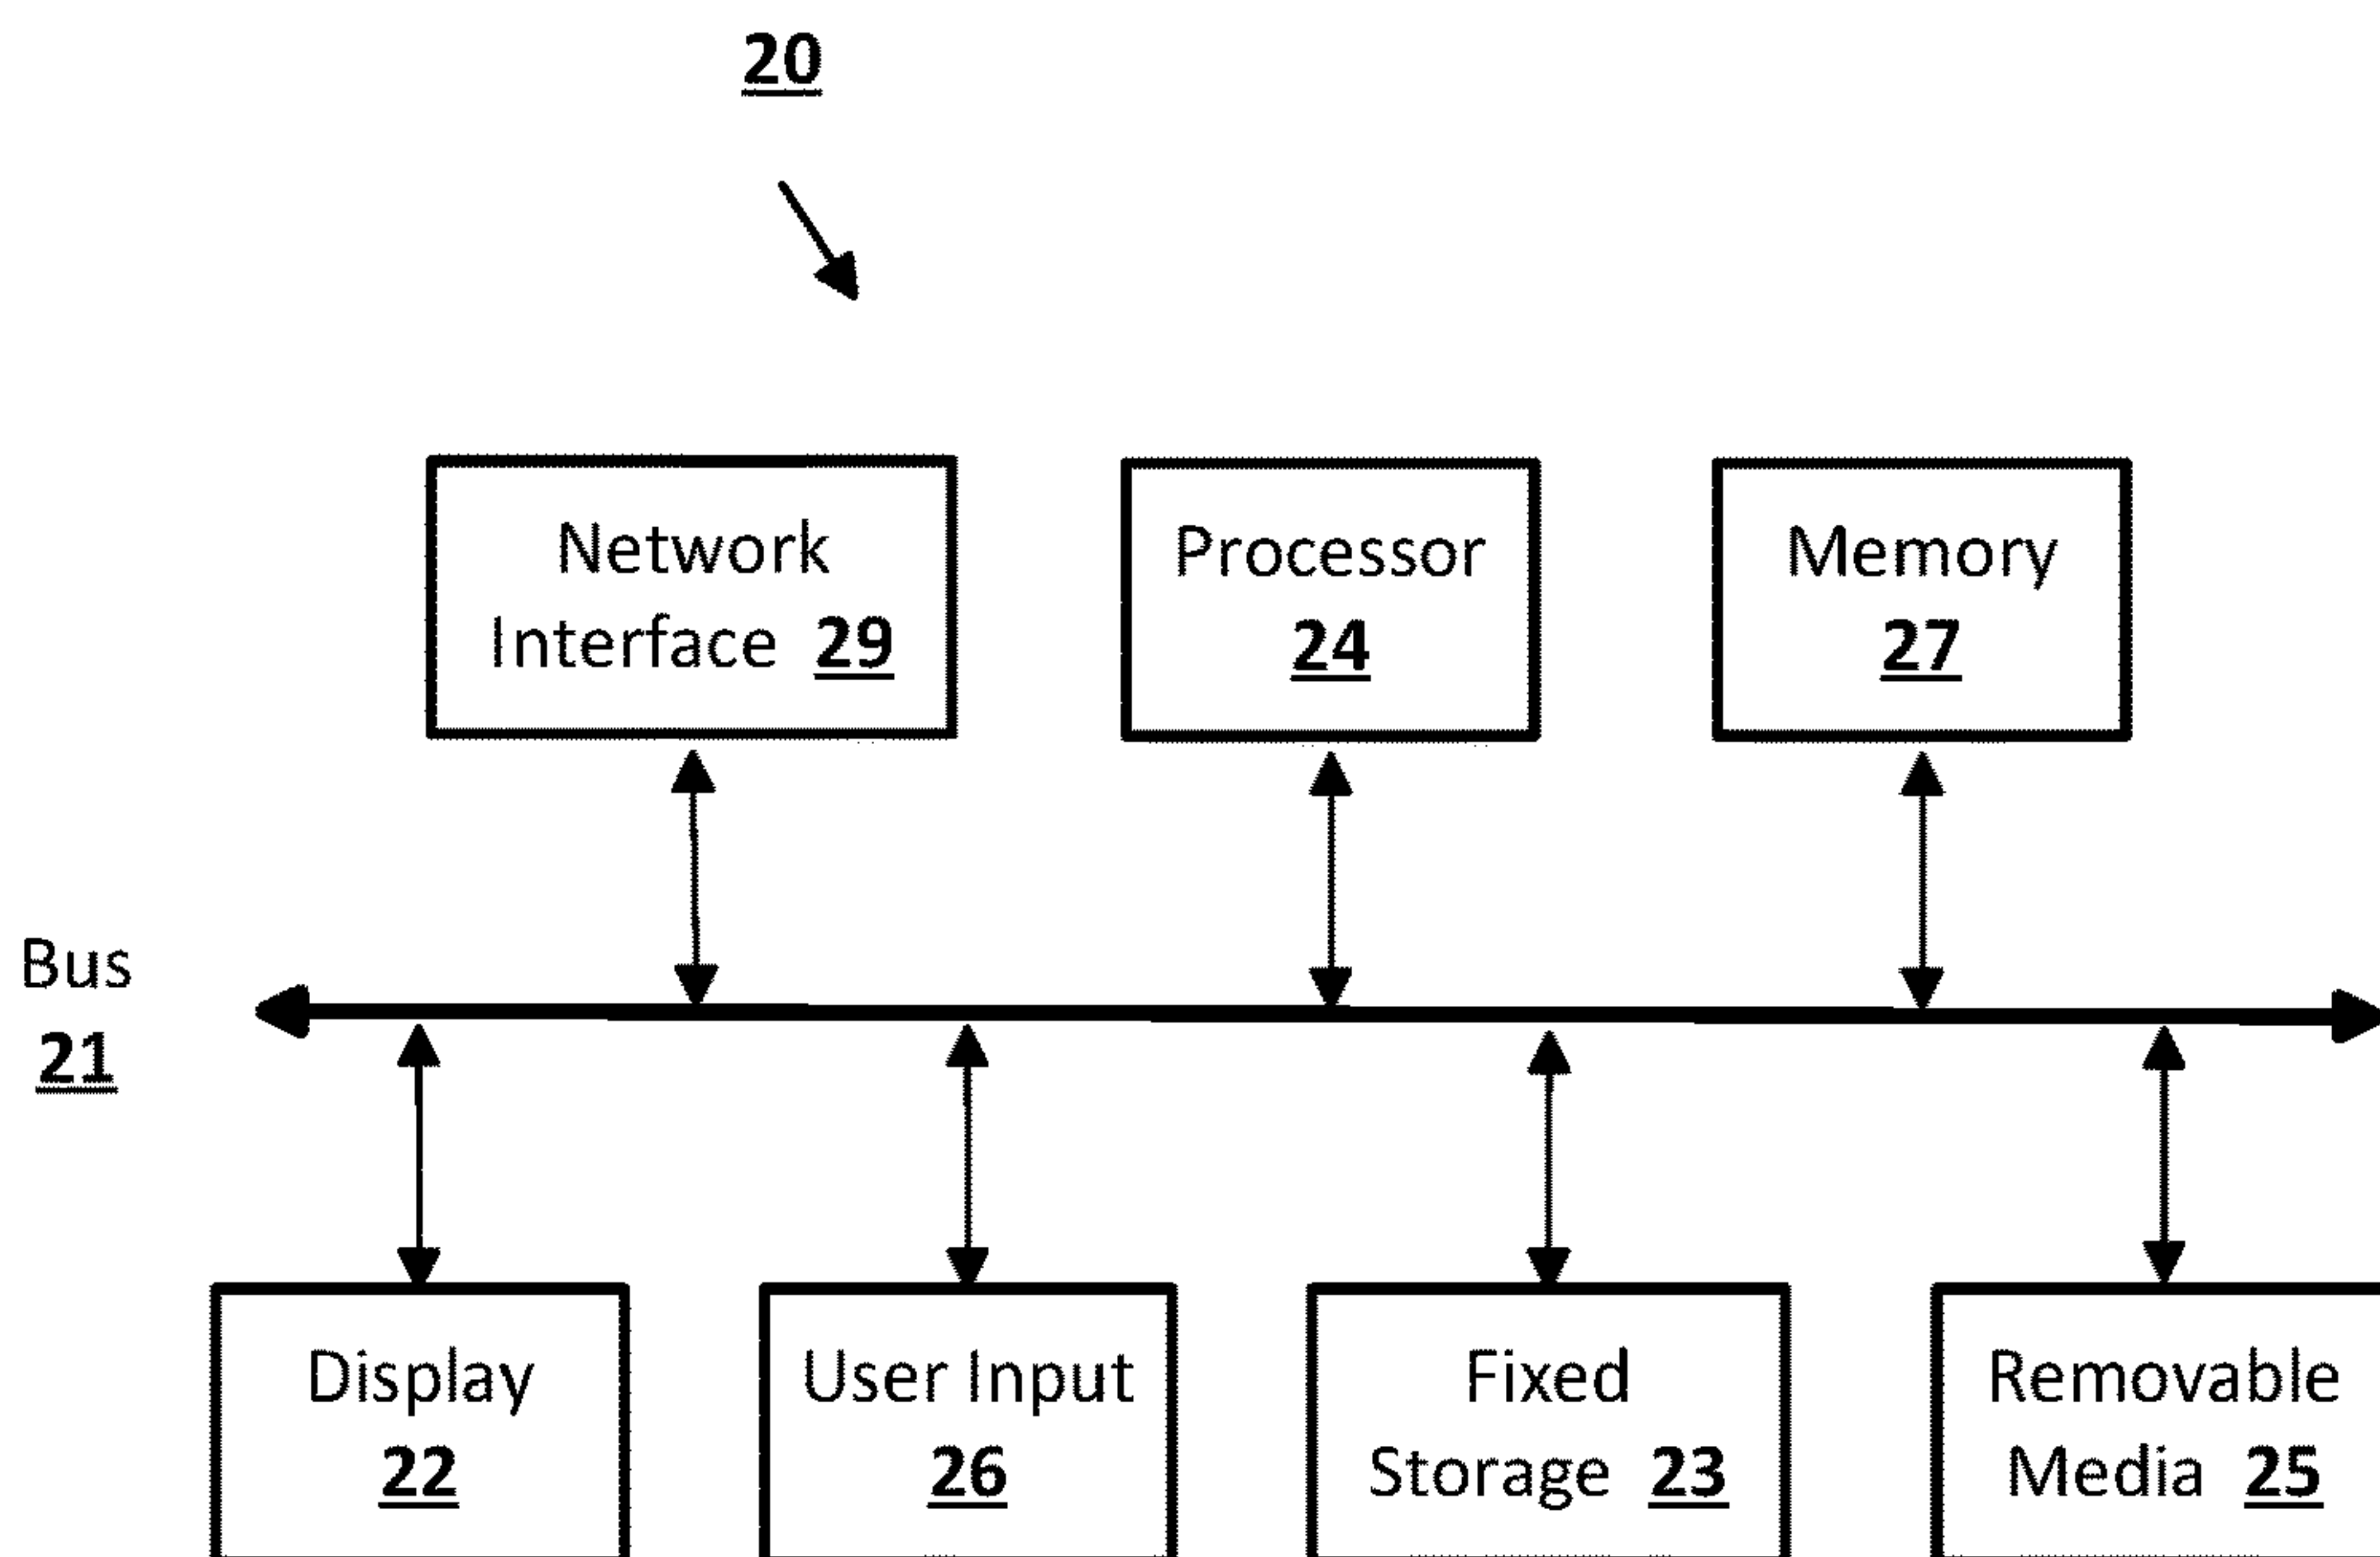 20
Network
Interface 29
Processor
24
Memory
27
Bus
21
Display
22
User Input
26
Fixed
Storage 23
Removable
Media 25